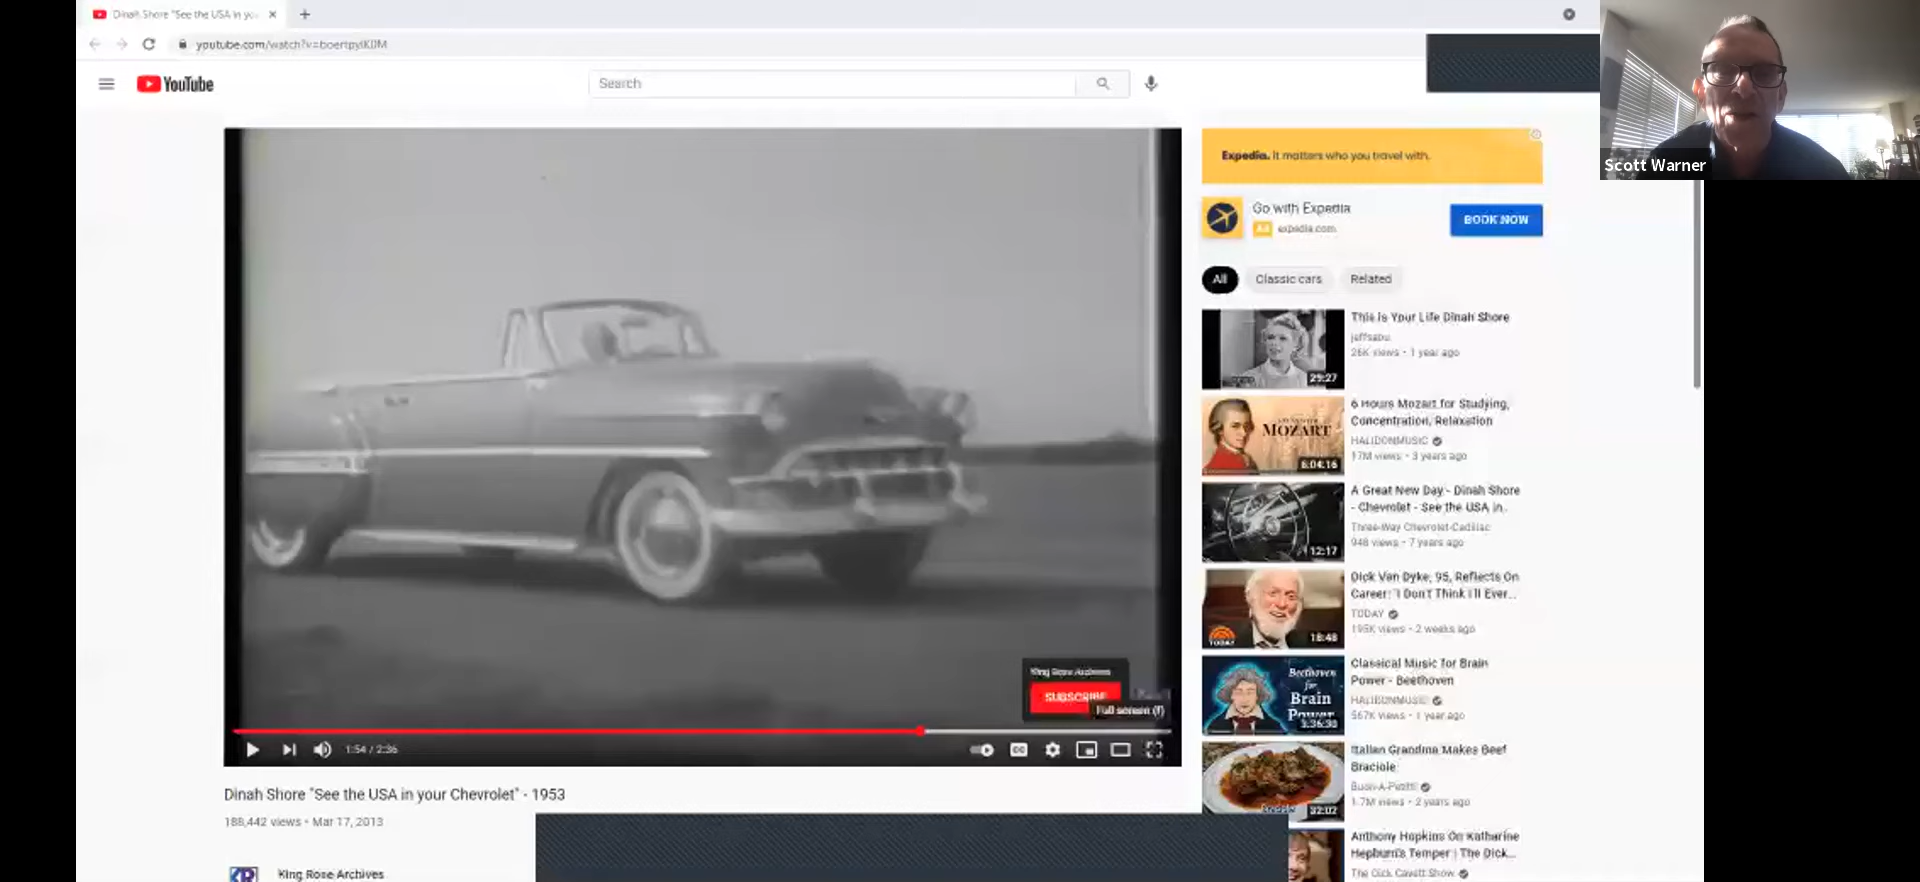 Dinah Shore "See the USA in you
youtube.com/watch?v=
YouTube
Search
Scott Warner
Expedia. It matters who you travel with.
Go with Expedia
Ad expedia.com
BOOK NOW
All
Classic cars
Related
This Is Your Life Dinah Shore
jeffsabu
26K views • 1 year ago
29:27
6 Hours Mozart for Studying,
Concentration, Relaxation
HALIDONMUSIC
17M views • 3 years ago
MOZART
6:04:16
A Great New Day - Dinah Shore
- Chevrolet - See the USA in..
Three-Way Chevrolet-Cadillac
948 views • 7 years ago
12:17
Dick Van Dyke, 95, Reflects On
Career: 'I Don't Think I'll Ever...
TODAY
195K views • 2 weeks ago
TODAY
18:48
Classical Music for Brain
Power - Beethoven
HALIDONMUSIC
567K views • 1 year ago
Beethoven
for
Brain
Power
3:36:30
Italian Grandma Makes Beef
Braciole
Buon-A-Petitti
1.7M views • 2 years ago
32:02
Anthony Hopkins On Katharine
Hepburn's Temper | The Dick...
The Dick Cavett Show
King Rose Archives
SUBSCRIBE
Full screen (f)
1:54 / 2:36
CC
Dinah Shore "See the USA in your Chevrolet" - 1953
188,442 views • Mar 17, 2013
KR
King Rose Archives